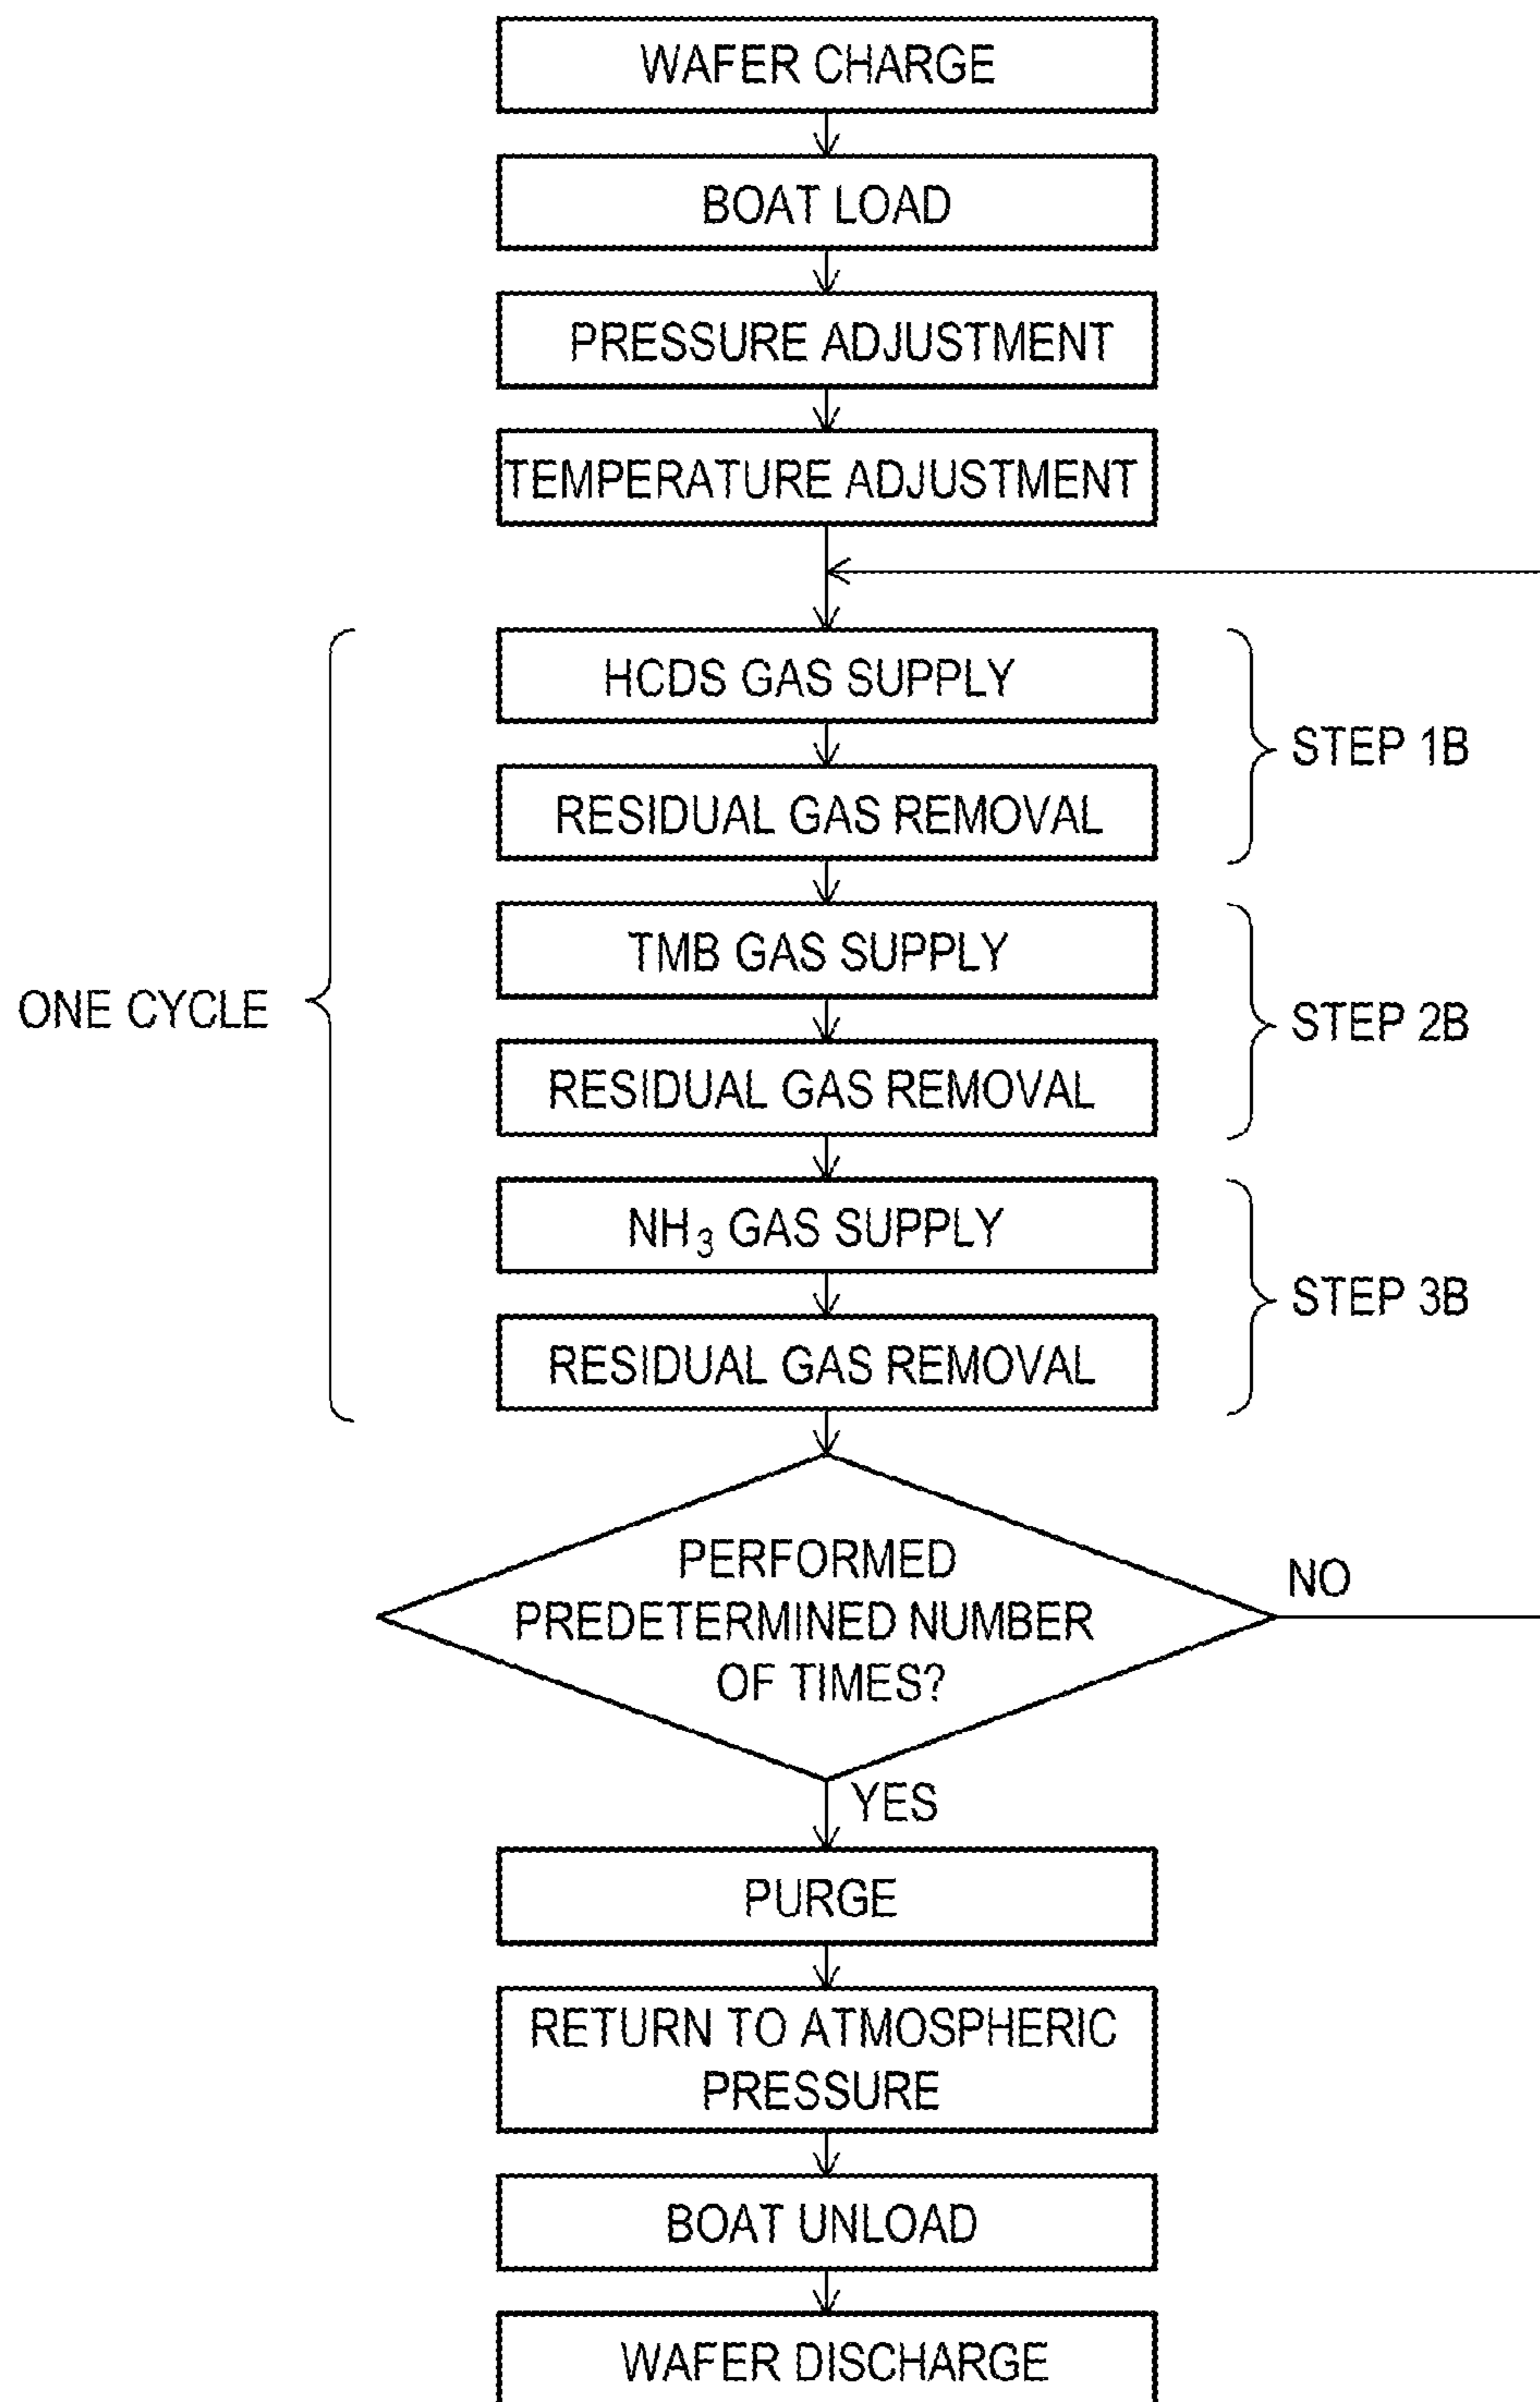 WAFER CHARGE
BOAT LOAD
PRESSURE ADJUSTMENT
TEMPERATURE ADJUSTMENT
HCDS GAS SUPPLY
STEP 1B
RESIDUAL GAS REMOVAL
TMB GAS SUPPLY
ONE CYCLE
STEP 2B
RESIDUAL GAS REMOVAL
NH3 GAS SUPPLY
STEP 3B
RESIDUAL GAS REMOVAL
PERFORMED
PREDETERMINED NUMBER
OF TIMES?
NO
YES
PURGE
RETURN TO ATMOSPHERIC
PRESSURE
BOAT UNLOAD
WAFER DISCHARGE